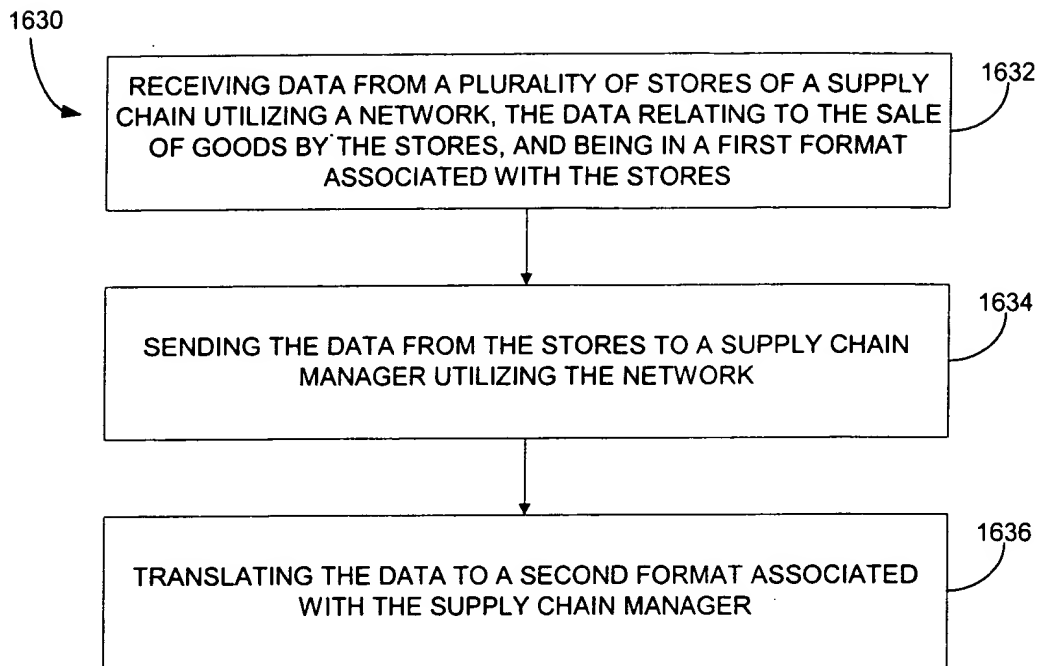 1630
RECEIVING DATA FROM A PLURALITY OF STORES OF A SUPPLY
CHAIN UTILIZING A NETWORK, THE DATA RELATING TO THE SALE
OF GOODS BY THE STORES, AND BEING IN A FIRST FORMAT
ASSOCIATED WITH THE STORES
1632
SENDING THE DATA FROM THE STORES TO A SUPPLY CHAIN
MANAGER UTILIZING THE NETWORK
1634
TRANSLATING THE DATA TO A SECOND FORMAT ASSOCIATED
WITH THE SUPPLY CHAIN MANAGER
1636